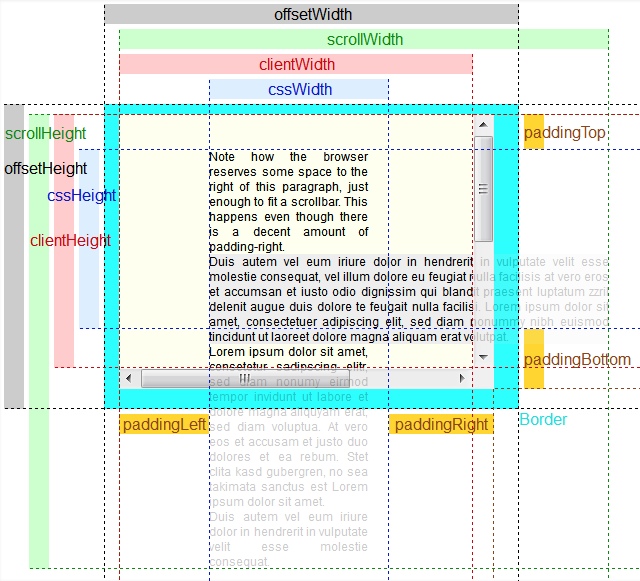 offsetWidth
scrollWidth
clientWidth
cssWidth
scrollHeight
paddingTop
offsetHeight
cssHeight
clientHeight
Note how the browser
reserves some space to the
right of this paragraph, just
enough to fit a scrollbar. This
happens even though there
is a decent amount of
padding-right.
Duis autem vel eum iriure dolor in hendrerit in vulputate velit esse
molestie consequat, vel illum dolore eu feugiat nulla facilisis at vero eros
et accumsan et iusto odio dignissim qui blandit praesent luptatum zzril
delenit augue duis dolore te feugait nulla facilisi. Lorem ipsum dolor sit
amet, consectetuer adipiscing elit, sed diam nonummy nibh euismod
tincidunt ut laoreet dolore magna aliquam erat volutpat.
Lorem ipsum dolor sit amet,
consetetur sadipscing elitr,
sed diam nonumy eirmod
tempor invidunt ut labore et
dolore magna aliquyam erat,
sed diam voluptua. At vero
eos et accusam et justo duo
dolores et ea rebum. Stet
clita kasd gubergren, no sea
takimata sanctus est Lorem
ipsum dolor sit amet.
Duis autem vel eum iriure
dolor in hendrerit in vulputate
velit esse molestie
consequat.
paddingBottom
paddingLeft
paddingRight
Border